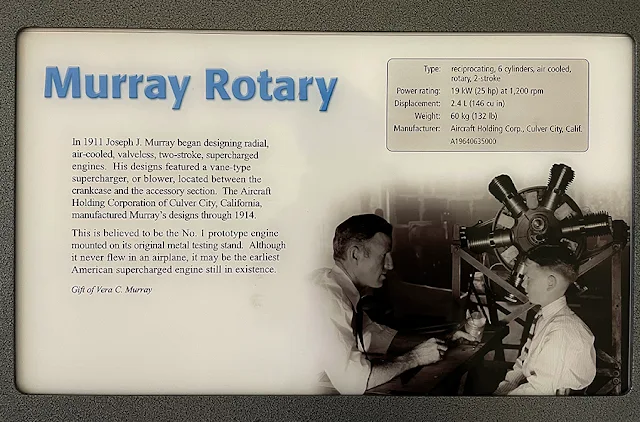 Murray Rotary
Type: reciprocating, 6 cylinders, air cooled,
rotary, 2-stroke
Power rating: 19 kW (25 hp) at 1,200 rpm
Displacement: 2.4 L (146 cu in)
Weight: 60 kg (132 lb)
Manufacturer: Aircraft Holding Corp., Culver City, Calif.
A19640635000
In 1911 Joseph J. Murray began designing radial,
air-cooled, valveless, two-stroke, supercharged
engines. His designs featured a vane-type
supercharger, or blower, located between the
crankcase and the accessory section. The Aircraft
Holding Corporation of Culver City, California,
manufactured Murray's designs through 1914.
This is believed to be the No. 1 prototype engine
mounted on its original metal testing stand. Although
it never flew in an airplane, it may be the earliest
American supercharged engine still in existence.
Gift of Vera C. Murray